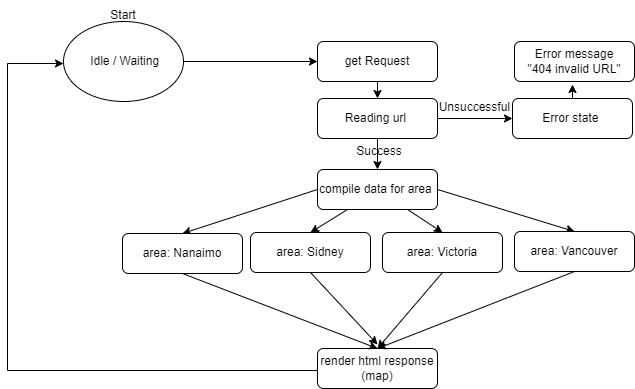 Start
Idle / Waiting
get Request
Error message
"404 invalid URL"
Reading url
Unsuccessful
Error state
Success
compile data for area
area: Nanaimo
area: Sidney
area: Victoria
area: Vancouver
render html response
(map)